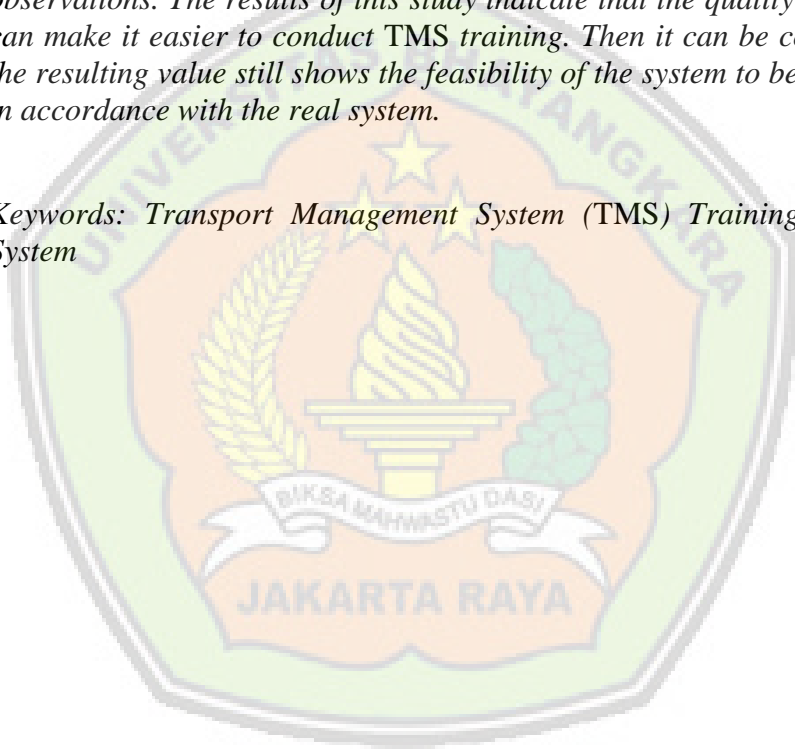 observations. The results of this study indicate that the quality
can make it easier to conduct TMS training. Then it can be c
the resulting value still shows the feasibility of the system to be
in accordance with the real system.
Keywords: Transport Management System (TMS) Training
System
UNIVERSITAS BHAYANGKARA
BIKSA MAHWASTU DASI
JAKARTA RAYA